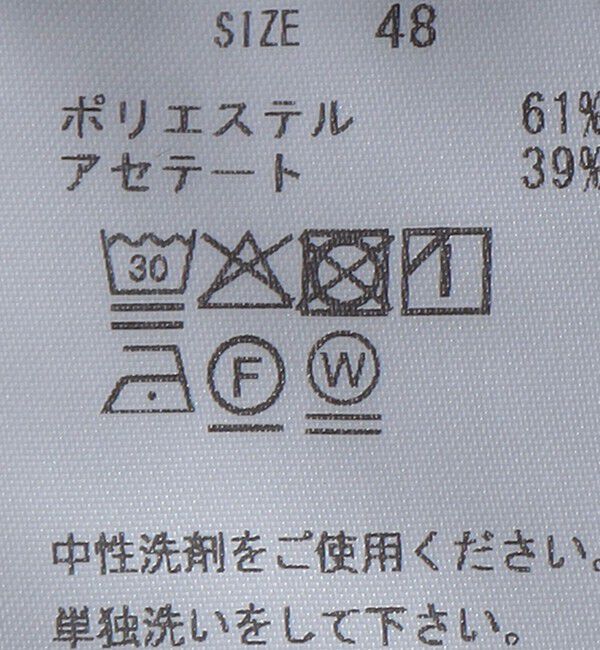 SIZE 48
ポリエステル 61%
アセテート 39%
30
F W
中性洗剤をご使用ください。
単独洗いをして下さい。